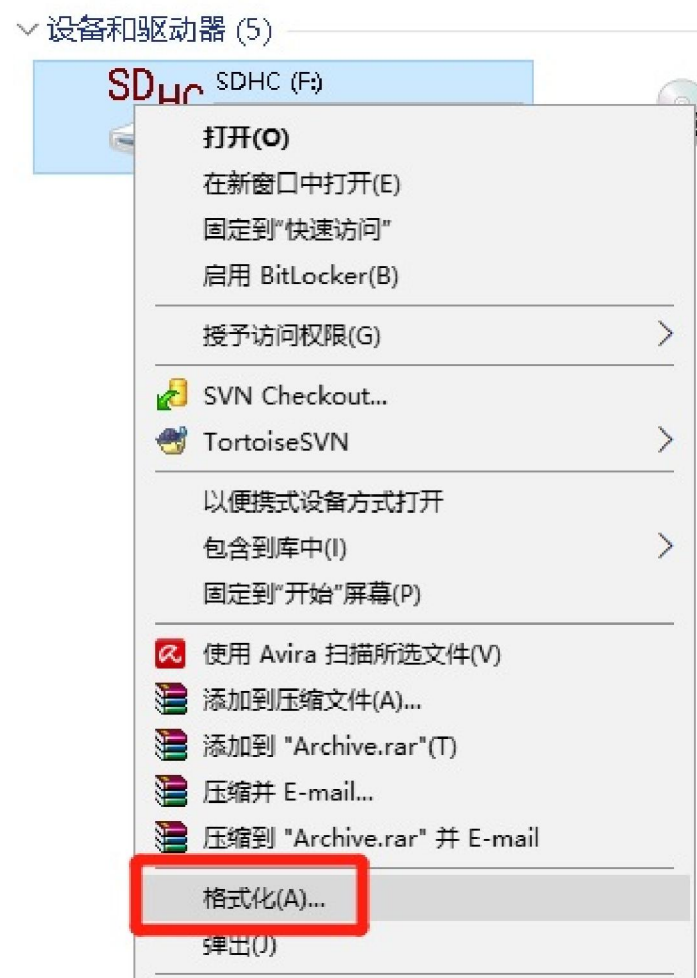 设备和驱动器 (5)
SDHC
SDHC (F:)
打开(O)
在新窗口中打开(E)
固定到"快速访问"
启用 BitLocker(B)
授予访问权限(G)
SVN Checkout...
TortoiseSVN
以便携式设备方式打开
包含到库中(I)
固定到"开始"屏幕(P)
使用 Avira 扫描所选文件(V)
添加到压缩文件(A)...
添加到 "Archive.rar"(T)
压缩并 E-mail...
压缩到 "Archive.rar" 并 E-mail
格式化(A)...
弹出(J)